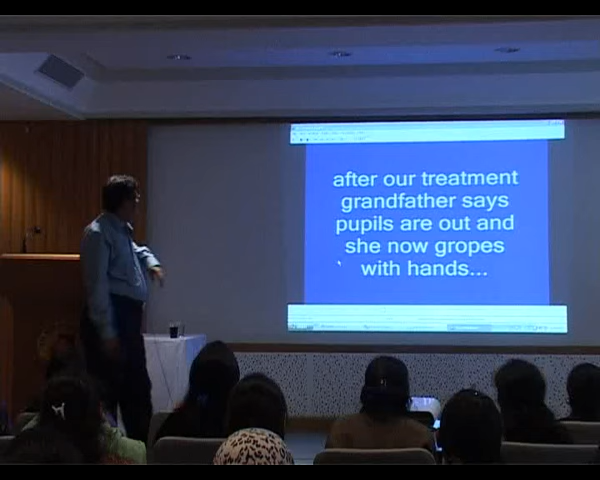 after our treatment
grandfather says
pupils are out and
she now gropes
with hands...